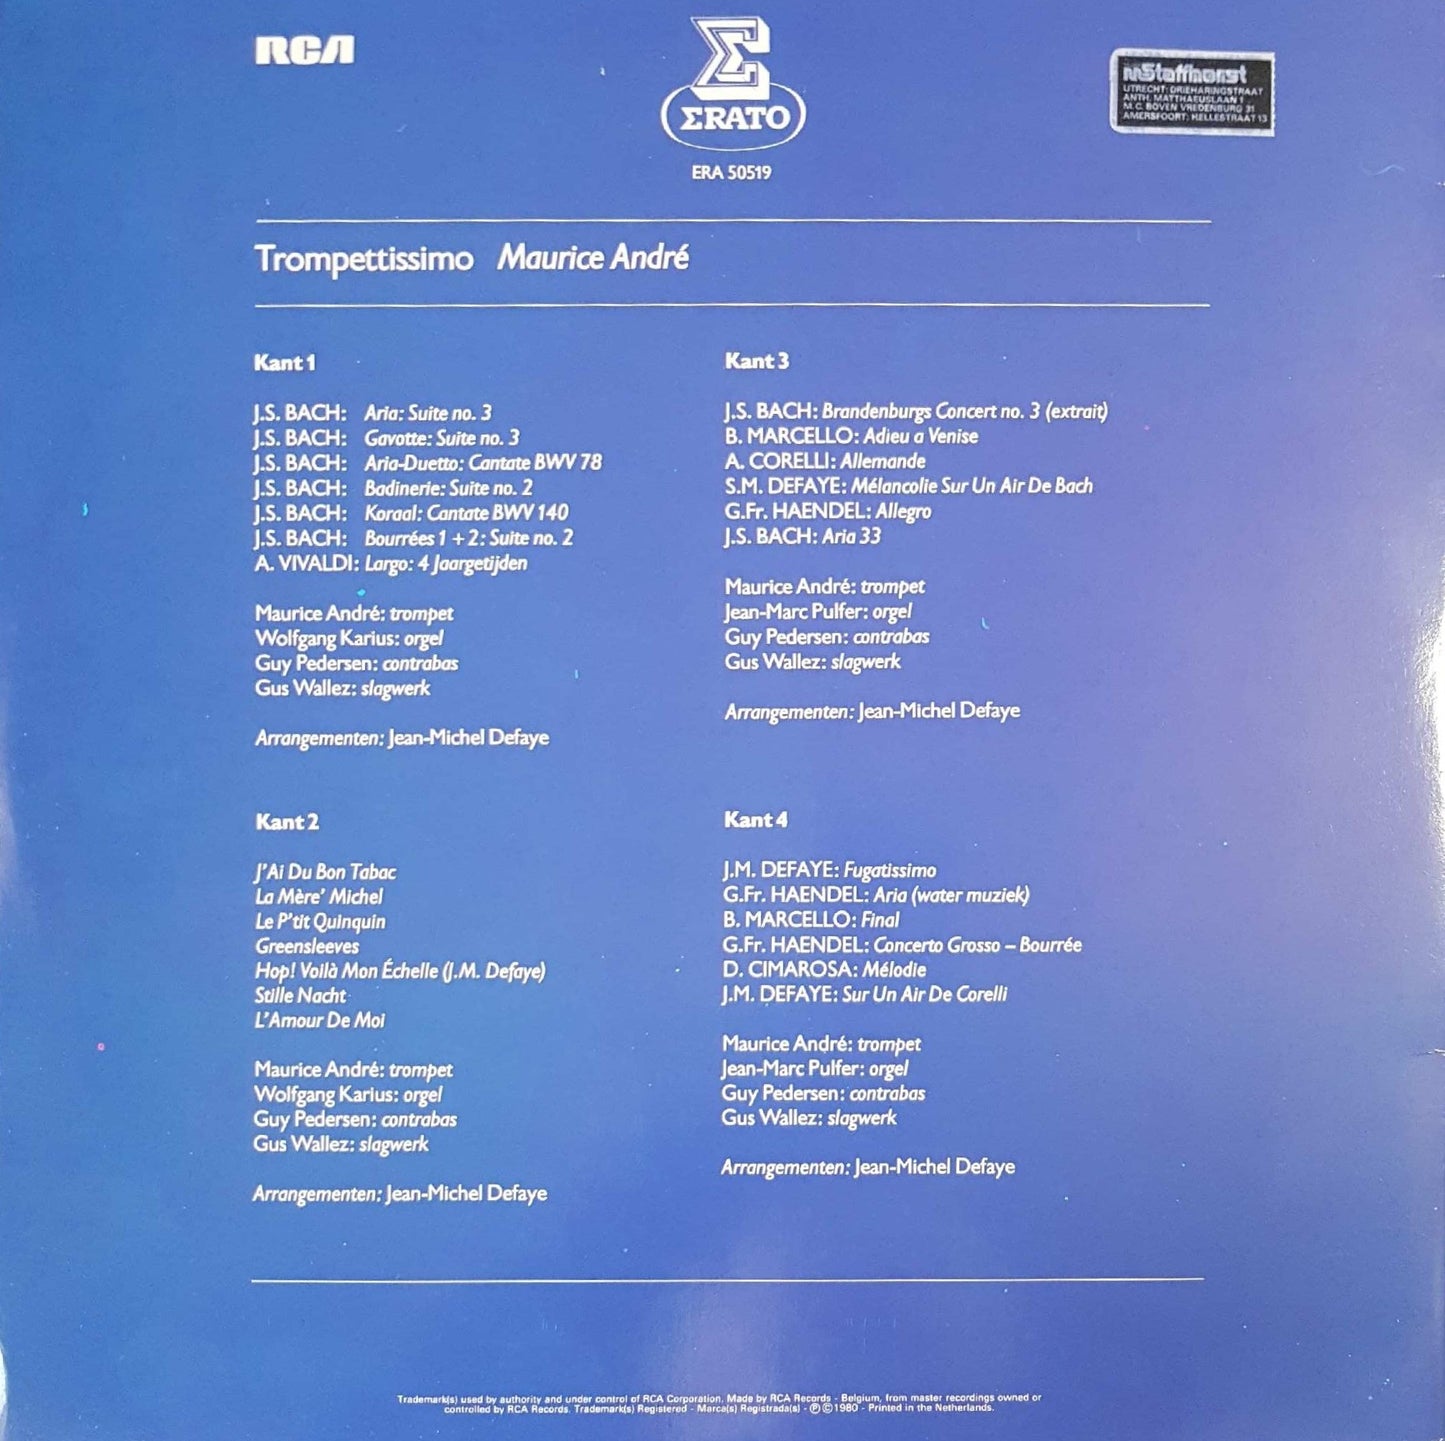 RCA
Σ
ΣRATO
ERA 50519
Staffhorst
UTRECHT: DRIEHARINGSTRAAT
ANTH. MATTHAEUSLAAN 1
M.C. BOVEN VREDENBURG 31
AMERSFOORT: HELLESTRAAT 13
Trompettissimo Maurice André
Kant 1
J.S. BACH: Aria: Suite no. 3
J.S. BACH: Gavotte: Suite no. 3
J.S. BACH: Aria-Duetto: Cantate BWV 78
J.S. BACH: Badinerie: Suite no. 2
J.S. BACH: Koraal: Cantate BWV 140
J.S. BACH: Bourrées 1 + 2: Suite no. 2
A. VIVALDI: Largo: 4 Jaargetijden
Maurice André: trompet
Wolfgang Karius: orgel
Guy Pedersen: contrabas
Gus Wallez: slagwerk
Arrangementen: Jean-Michel Defaye
Kant 2
J'Ai Du Bon Tabac
La Mère' Michel
Le P'tit Quinquin
Greensleeves
Hop! Voilà Mon Échelle (J.M. Defaye)
Stille Nacht
L'Amour De Moi
Maurice André: trompet
Wolfgang Karius: orgel
Guy Pedersen: contrabas
Gus Wallez: slagwerk
Arrangementen: Jean-Michel Defaye
Kant 3
J.S. BACH: Brandenburgs Concert no. 3 (extrait)
B. MARCELLO: Adieu a Venise
A. CORELLI: Allemande
S.M. DEFAYE: Mélancolie Sur Un Air De Bach
G.Fr. HAENDEL: Allegro
J.S. BACH: Aria 33
Maurice André: trompet
Jean-Marc Pulfer: orgel
Guy Pedersen: contrabas
Gus Wallez: slagwerk
Arrangementen: Jean-Michel Defaye
Kant 4
J.M. DEFAYE: Fugatissimo
G.Fr. HAENDEL: Aria (water muziek)
B. MARCELLO: Final
G.Fr. HAENDEL: Concerto Grosso – Bourrée
D. CIMAROSA: Mélodie
J.M. DEFAYE: Sur Un Air De Corelli
Maurice André: trompet
Jean-Marc Pulfer: orgel
Guy Pedersen: contrabas
Gus Wallez: slagwerk
Arrangementen: Jean-Michel Defaye
Trademark(s) used by authority and under control of RCA Corporation. Made by RCA Records - Belgium, from master recordings owned or
controlled by RCA Records. Trademark(s) Registered - Marca(s) Registrada(s) - ℗©1980 - Printed in the Netherlands.